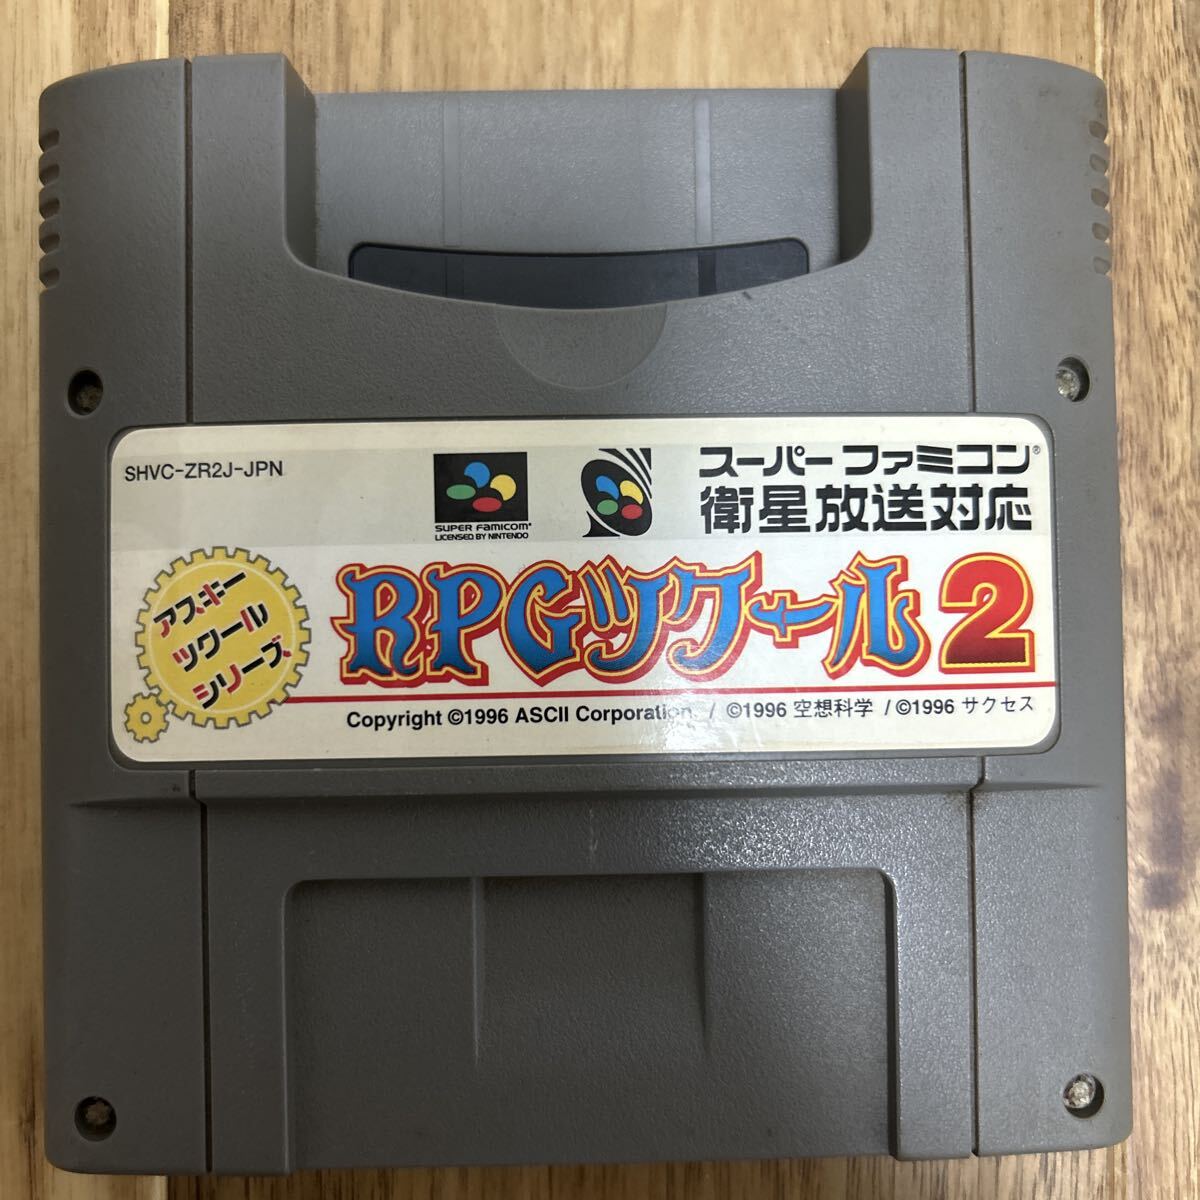 SHVC-ZR2J-JPN
SUPER FAMICOM
LICENSED BY NINTENDO
スーパーファミコン®
衛星放送対応
アスキー
ツクール
シリーズ
RPGツクール2
Copyright ©1996 ASCII Corporation / ©1996 空想科学 / ©1996 サクセス